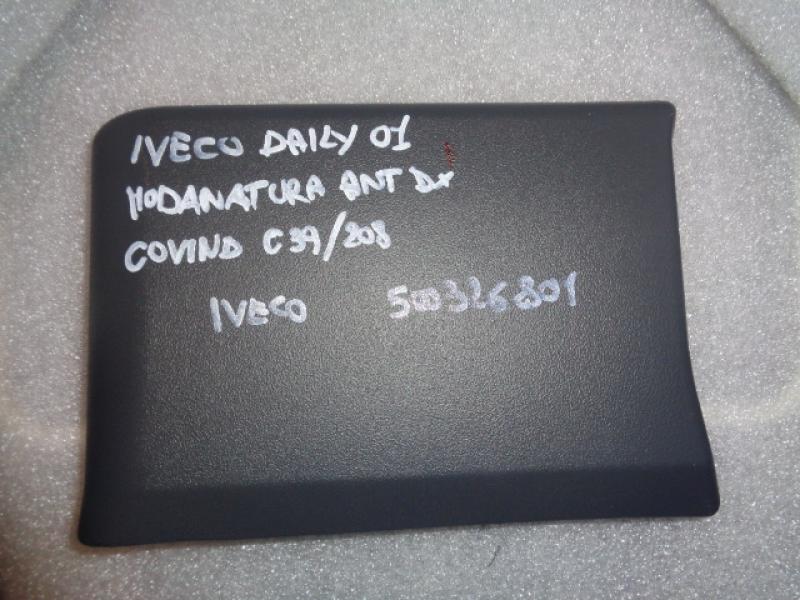 IVECO DAILY 01
MODANATURA ANT Dx
COVIND C39/208
IVECO 500326801